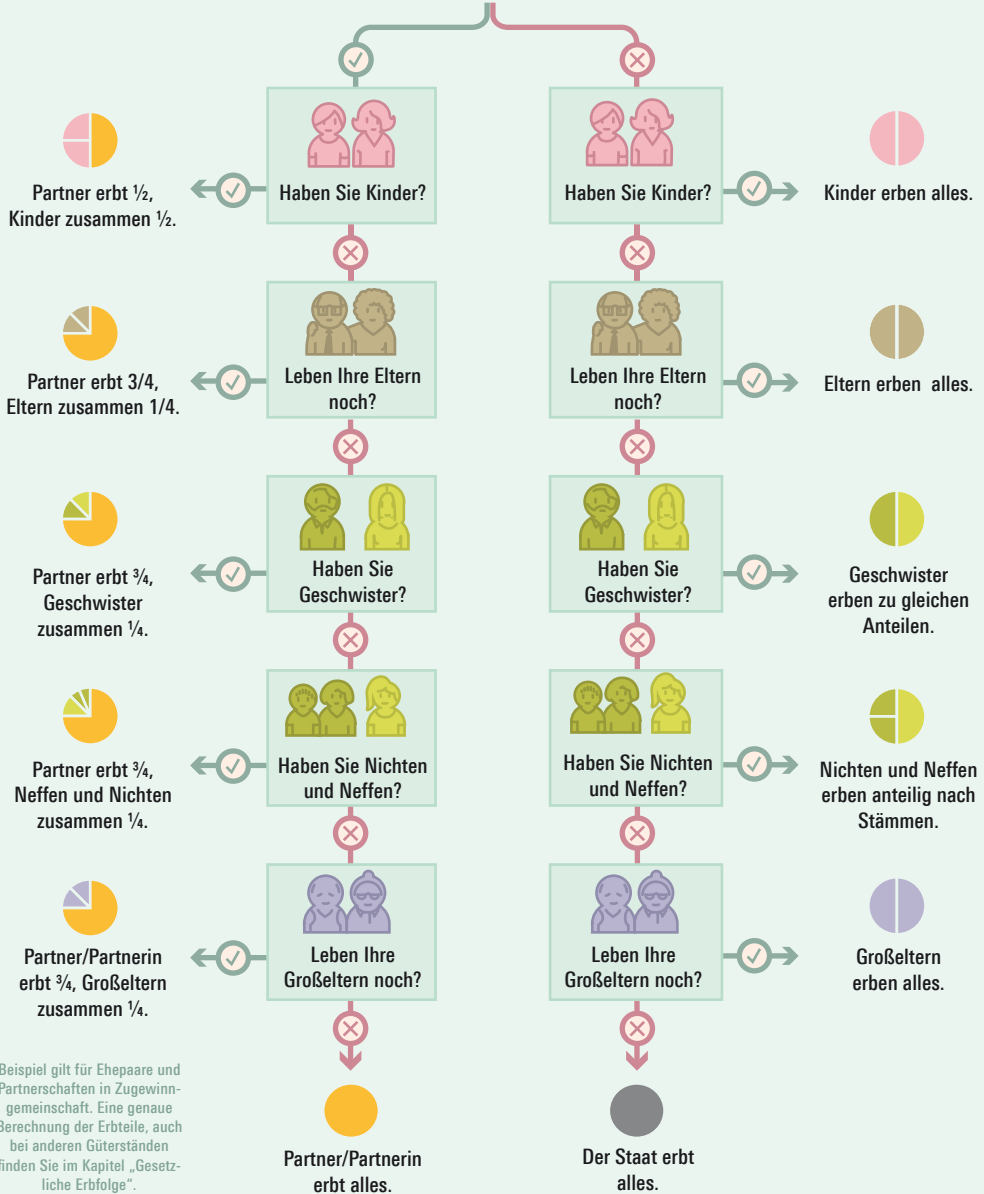 Haben Sie Kinder?
Partner erbt ½,
Kinder zusammen ½.
Haben Sie Kinder?
Kinder erben alles.
Leben Ihre Eltern
noch?
Partner erbt 3/4,
Eltern zusammen 1/4.
Leben Ihre Eltern
noch?
Eltern erben alles.
Haben Sie
Geschwister?
Partner erbt ¾,
Geschwister
zusammen ¼.
Haben Sie
Geschwister?
Geschwister
erben zu gleichen
Anteilen.
Haben Sie Nichten
und Neffen?
Partner erbt ¾,
Neffen und Nichten
zusammen ¼.
Haben Sie Nichten
und Neffen?
Nichten und Neffen
erben anteilig nach
Stämmen.
Leben Ihre
Großeltern noch?
Partner/Partnerin
erbt ¾, Großeltern
zusammen ¼.
Leben Ihre
Großeltern noch?
Großeltern
erben alles.
Beispiel gilt für Ehepaare und
Partnerschaften in Zugewinn-
gemeinschaft. Eine genaue
Berechnung der Erbteile, auch
bei anderen Güterständen
finden Sie im Kapitel „Gesetz-
liche Erbfolge“.
Partner/Partnerin
erbt alles.
Der Staat erbt
alles.